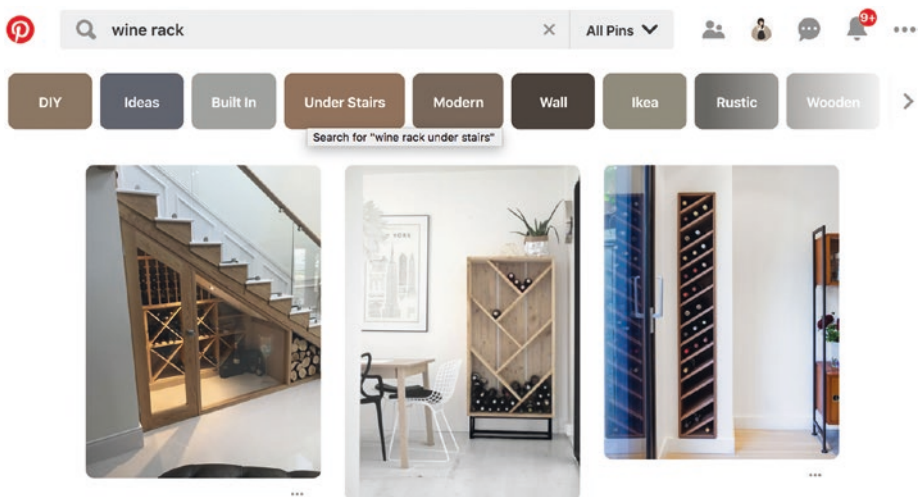 wine rack
All Pins
9+
DIY
Ideas
Built In
Under Stairs
Modern
Wall
Ikea
Rustic
Wooden
Search for "wine rack under stairs"
YORK